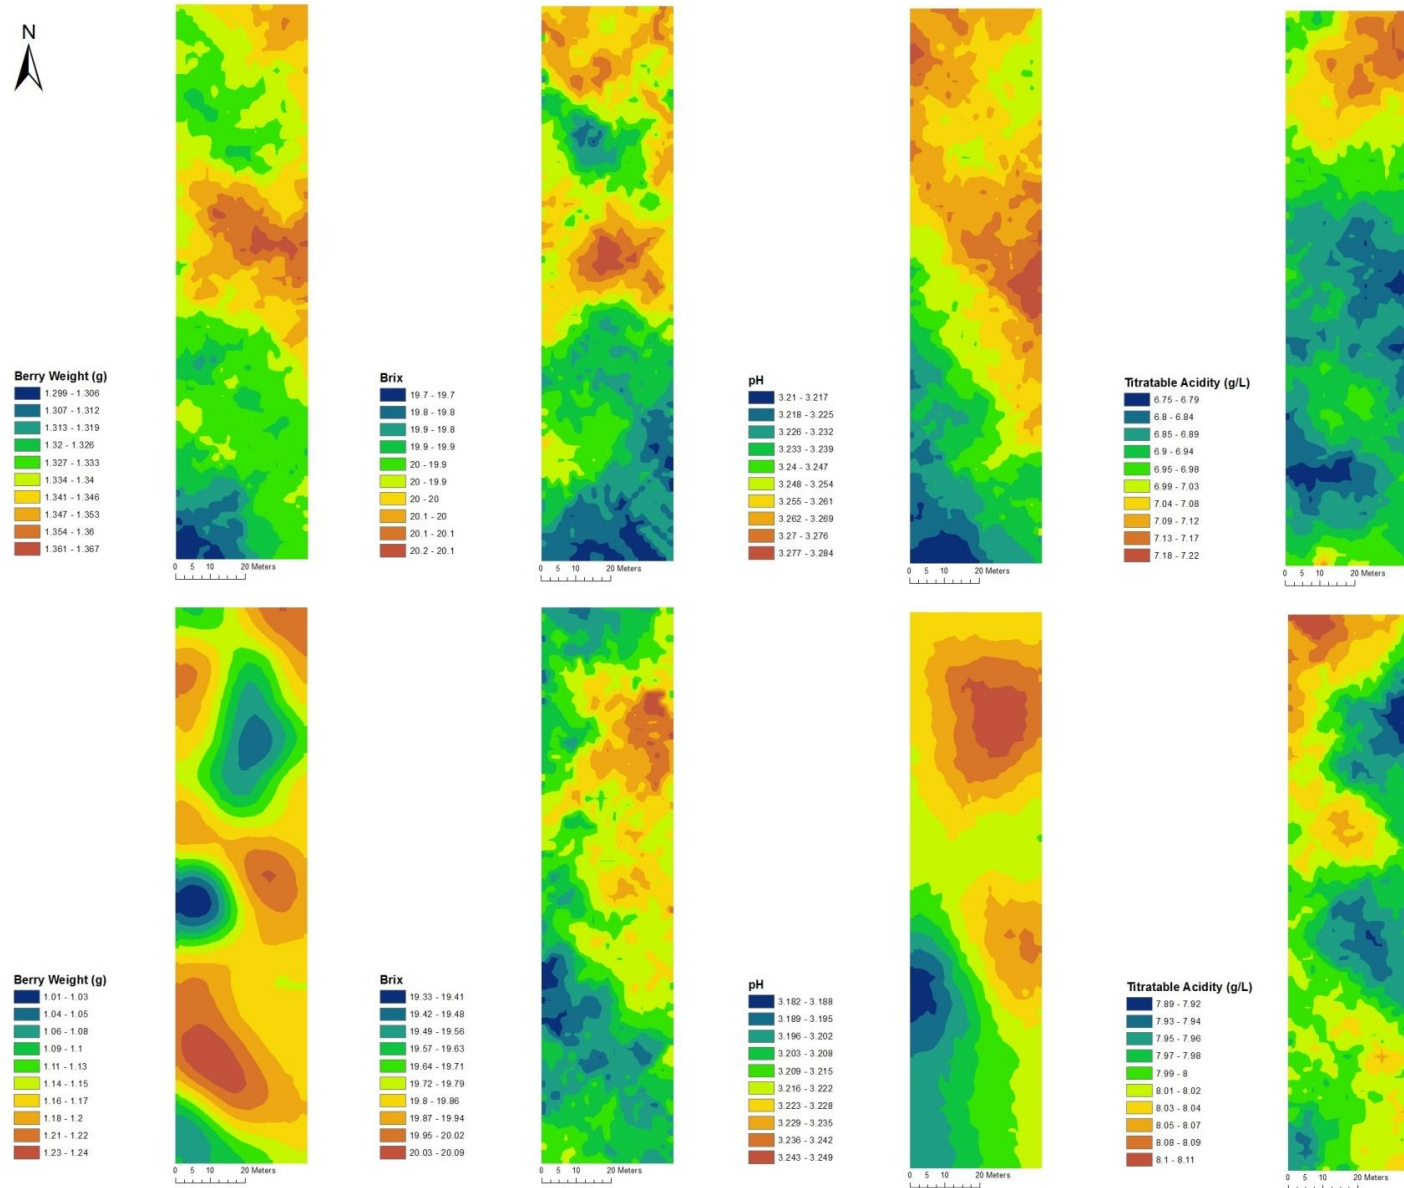 N
Berry Weight (g)
1.299 - 1.306
1.307 - 1.312
1.313 - 1.319
1.32 - 1.326
1.327 - 1.333
1.334 - 1.34
1.341 - 1.346
1.347 - 1.353
1.354 - 1.36
1.361 - 1.367
0 5 10 20 Meters
Brix
19.7 - 19.7
19.8 - 19.8
19.9 - 19.8
19.9 - 19.9
20 - 19.9
20 - 19.9
20 - 20
20.1 - 20
20.1 - 20.1
20.2 - 20.1
0 5 10 20 Meters
pH
3.21 - 3.217
3.218 - 3.225
3.226 - 3.232
3.233 - 3.239
3.24 - 3.247
3.248 - 3.254
3.255 - 3.261
3.262 - 3.269
3.27 - 3.276
3.277 - 3.284
0 5 10 20 Meters
Titratable Acidity (g/L)
6.75 - 6.79
6.8 - 6.84
6.85 - 6.89
6.9 - 6.94
6.95 - 6.98
6.99 - 7.03
7.04 - 7.08
7.09 - 7.12
7.13 - 7.17
7.18 - 7.22
0 5 10 20 Meters
Berry Weight (g)
1.01 - 1.03
1.04 - 1.05
1.06 - 1.08
1.09 - 1.1
1.11 - 1.13
1.14 - 1.15
1.16 - 1.17
1.18 - 1.2
1.21 - 1.22
1.23 - 1.24
0 5 10 20 Meters
Brix
19.33 - 19.41
19.42 - 19.48
19.49 - 19.56
19.57 - 19.63
19.64 - 19.71
19.72 - 19.79
19.8 - 19.86
19.87 - 19.94
19.95 - 20.02
20.03 - 20.09
0 5 10 20 Meters
pH
3.182 - 3.188
3.189 - 3.195
3.196 - 3.202
3.203 - 3.208
3.209 - 3.215
3.216 - 3.222
3.223 - 3.228
3.229 - 3.235
3.236 - 3.242
3.243 - 3.249
0 5 10 20 Meters
Titratable Acidity (g/L)
7.89 - 7.92
7.93 - 7.94
7.95 - 7.96
7.97 - 7.98
7.99 - 8
8.01 - 8.02
8.03 - 8.04
8.05 - 8.07
8.08 - 8.09
8.1 - 8.11
0 5 10 20 Meters